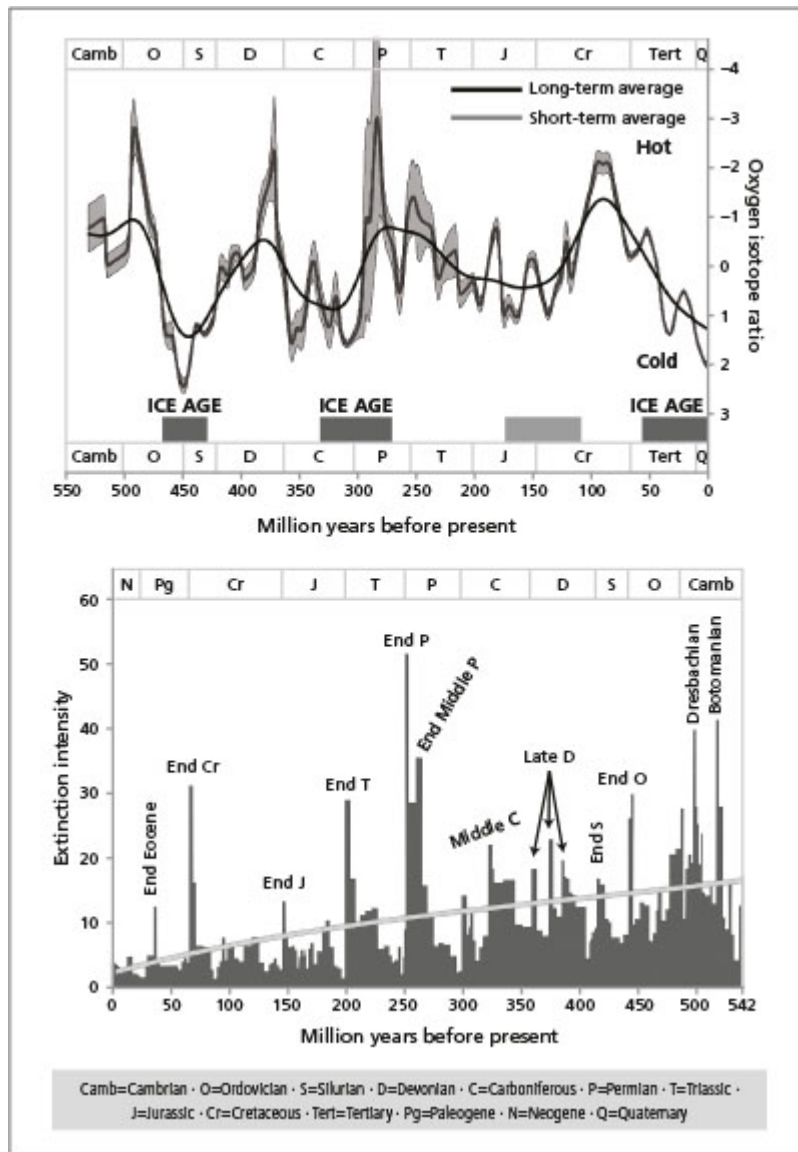 Camb O S D C P T J Cr Tert Q
Long-term average
Short-term average
Hot
Cold
-4
-3
-2
-1
0
1
2
3
Oxygen isotope ratio
ICE AGE ICE AGE ICE AGE
Camb O S D C P T J Cr Tert Q
550 500 450 400 350 300 250 200 150 100 50 0
Million years before present
N Pg Cr J T P C D S O Camb
60
50
40
30
20
10
0
Extinction intensity
End Eocene
End Cr
End J
End T
End P
End Middle P
Middle C
Late D
End S
End O
Dresbachian
Botomanian
0 50 100 150 200 250 300 350 400 450 500 542
Million years before present
Camb=Cambrian · O=Ordovician · S=Silurian · D=Devonian · C=Carboniferous · P=Permian · T=Triassic ·
J=Jurassic · Cr=Cretaceous · Tert=Tertiary · Pg=Paleogene · N=Neogene · Q=Quaternary